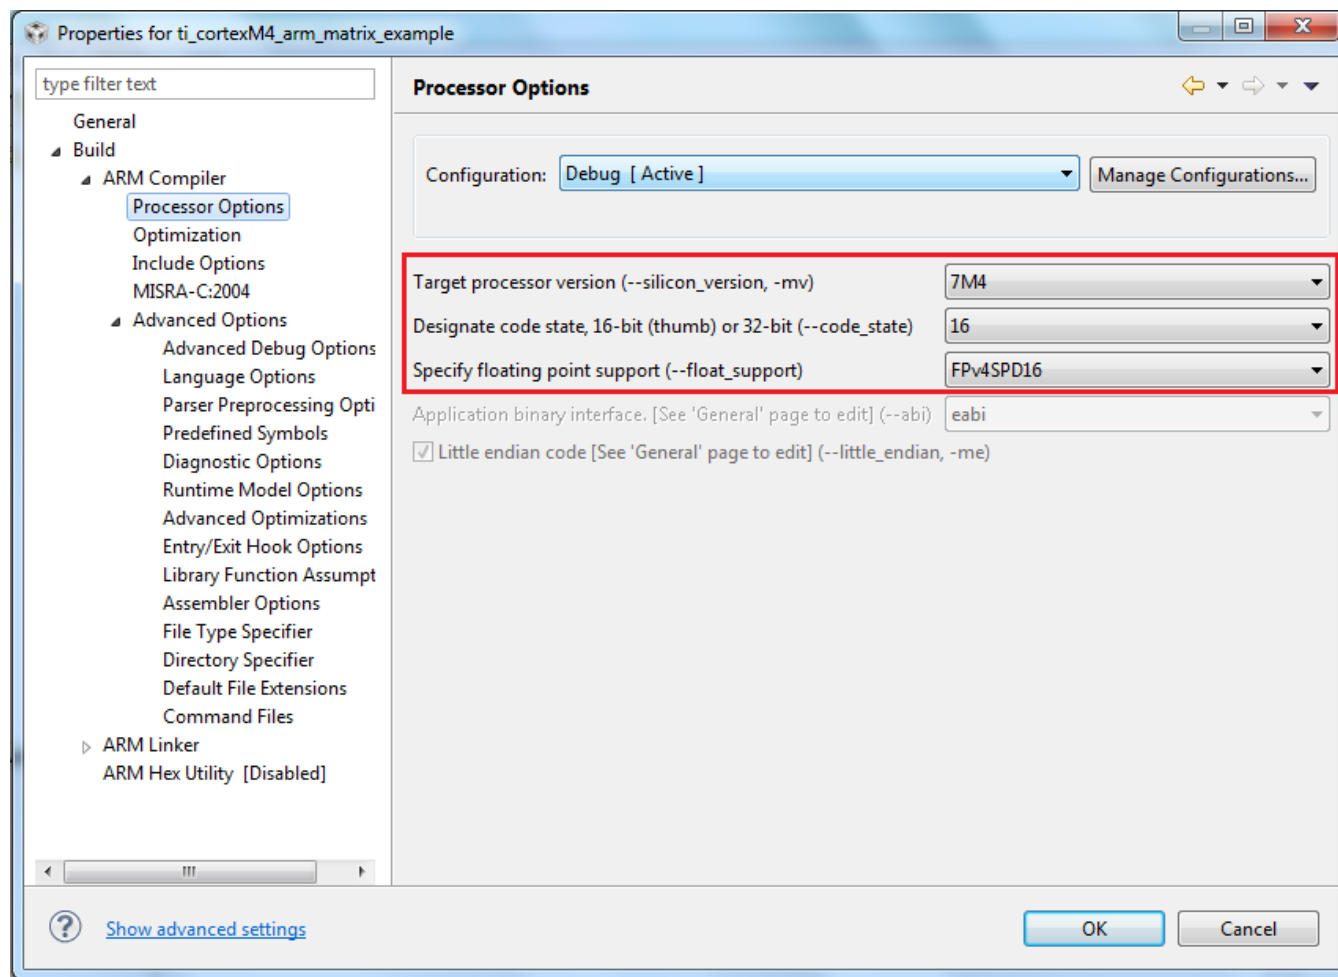 Properties for ti_cortexM4_arm_matrix_example
type filter text
General
Build
ARM Compiler
Processor Options
Optimization
Include Options
MISRA-C:2004
Advanced Options
Advanced Debug Options
Language Options
Parser Preprocessing Opti
Predefined Symbols
Diagnostic Options
Runtime Model Options
Advanced Optimizations
Entry/Exit Hook Options
Library Function Assumpt
Assembler Options
File Type Specifier
Directory Specifier
Default File Extensions
Command Files
ARM Linker
ARM Hex Utility [Disabled]
Processor Options
Configuration: Debug [ Active ] Manage Configurations...
Target processor version (--silicon_version, -mv) 7M4
Designate code state, 16-bit (thumb) or 32-bit (--code_state) 16
Specify floating point support (--float_support) FPv4SPD16
Application binary interface. [See 'General' page to edit] (--abi) eabi
Little endian code [See 'General' page to edit] (--little_endian, -me)
Show advanced settings
OK Cancel